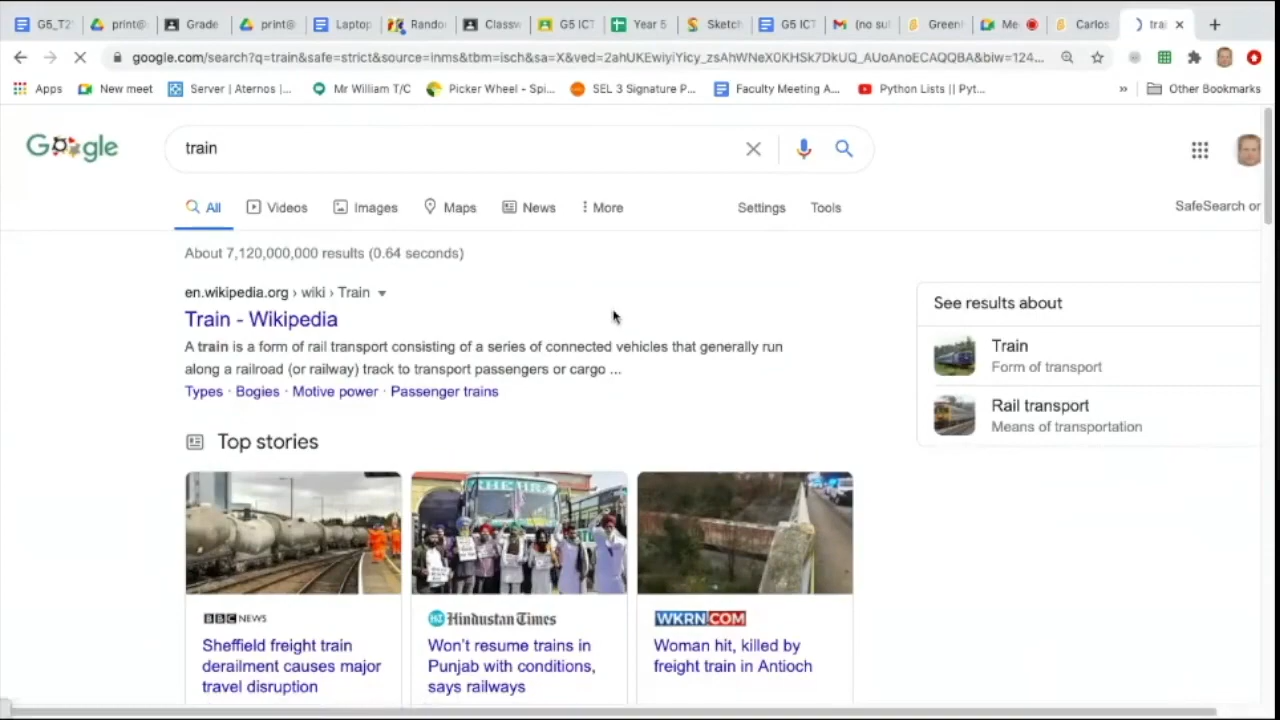 G5_T2
print@
Grade
print@
Laptop
Rando
Classw
G5 ICT
Year 5
Sketch
G5 ICT
(no su
Green
Me
Carlos
trai
google.com/search?q=train&safe=strict&source=lnms&tbm=isch&sa=X&ved=2ahUKEwiyiYicy_zsAhWNeX0KHSk7DkUQ_AUoAnoECAQQBA&biw=124...
Apps
New meet
Server | Aternos |...
Mr William T/C
Picker Wheel - Spi...
SEL 3 Signature P...
Faculty Meeting A...
Python Lists || Pyt...
»
Other Bookmarks
Google
train
All
Videos
Images
Maps
News
More
Settings
Tools
SafeSearch or
About 7,120,000,000 results (0.64 seconds)
en.wikipedia.org › wiki › Train
Train - Wikipedia
A train is a form of rail transport consisting of a series of connected vehicles that generally run
along a railroad (or railway) track to transport passengers or cargo ...
Types · Bogies · Motive power · Passenger trains
See results about
Train
Form of transport
Rail transport
Means of transportation
Top stories
BBC NEWS
Sheffield freight train
derailment causes major
travel disruption
ht Hindustan Times
Won't resume trains in
Punjab with conditions,
says railways
WKRN.COM
Woman hit, killed by
freight train in Antioch